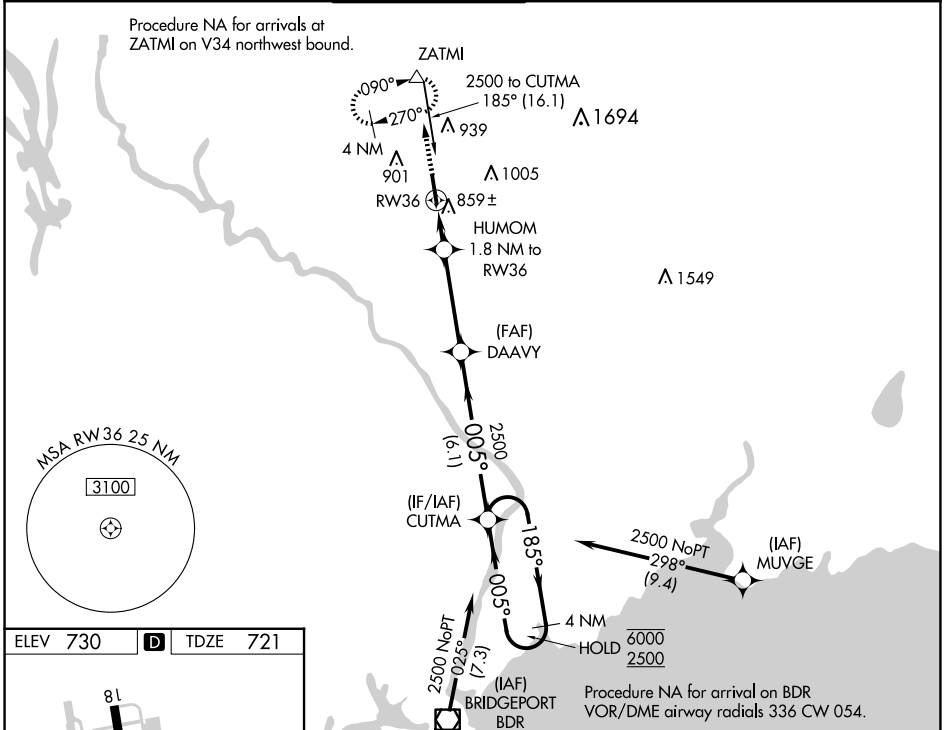 Procedure NA for arrivals at
ZATMI on V34 northwest bound.
ZATMI
090°
2500 to CUTMA
185° (16.1)
270°
4 NM
939
1694
901
1005
RW36
859±
HUMOM
1.8 NM to
RW36
1549
(FAF)
DAAVY
MSA RW36 25 NM
3100
2500
005°
(6.1)
(IF/IAF)
CUTMA
185°
005°
2500 NoPT
298°
(9.4)
(IAF)
MUVGE
4 NM
HOLD
6000
2500
2500 NoPT
025°
(7.3)
(IAF)
BRIDGEPORT
BDR
Procedure NA for arrival on BDR
VOR/DME airway radials 336 CW 054.
ELEV 730 D TDZE 721
18